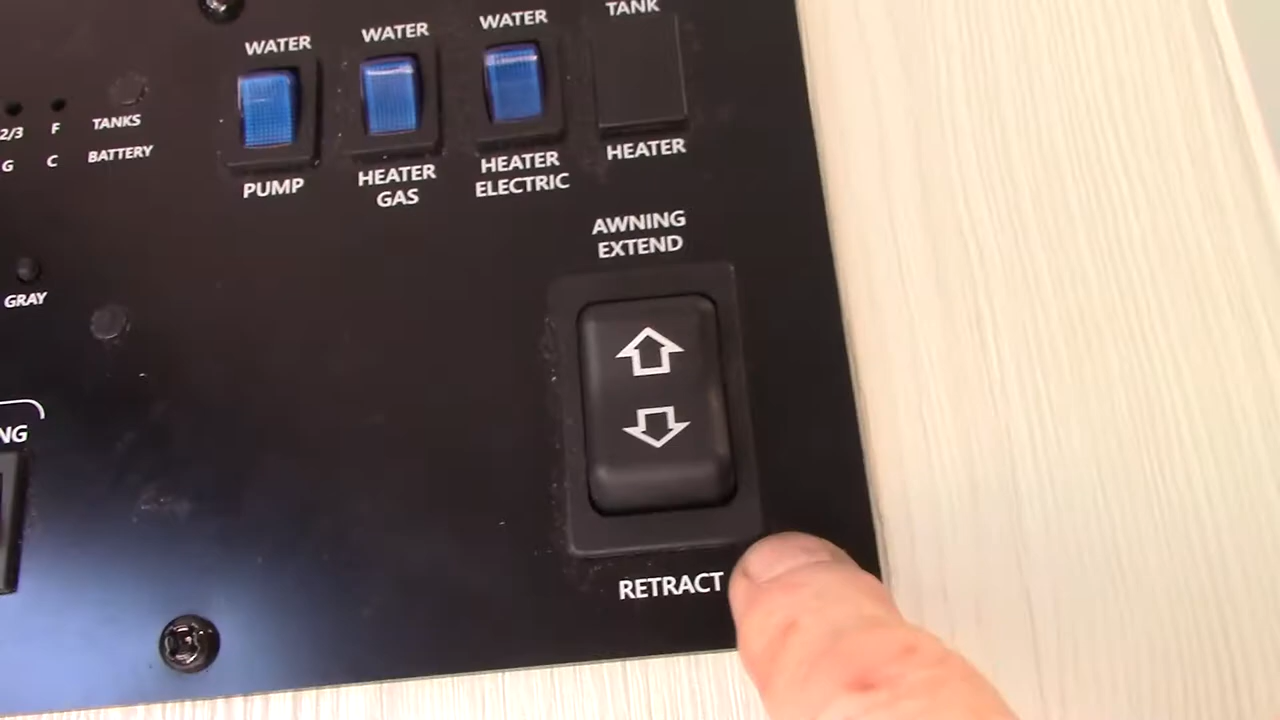 WATER
PUMP
WATER
HEATER
GAS
WATER
HEATER
ELECTRIC
TANK
HEATER
2/3 F TANKS
G C BATTERY
AWNING
EXTEND
RETRACT
GRAY
NG